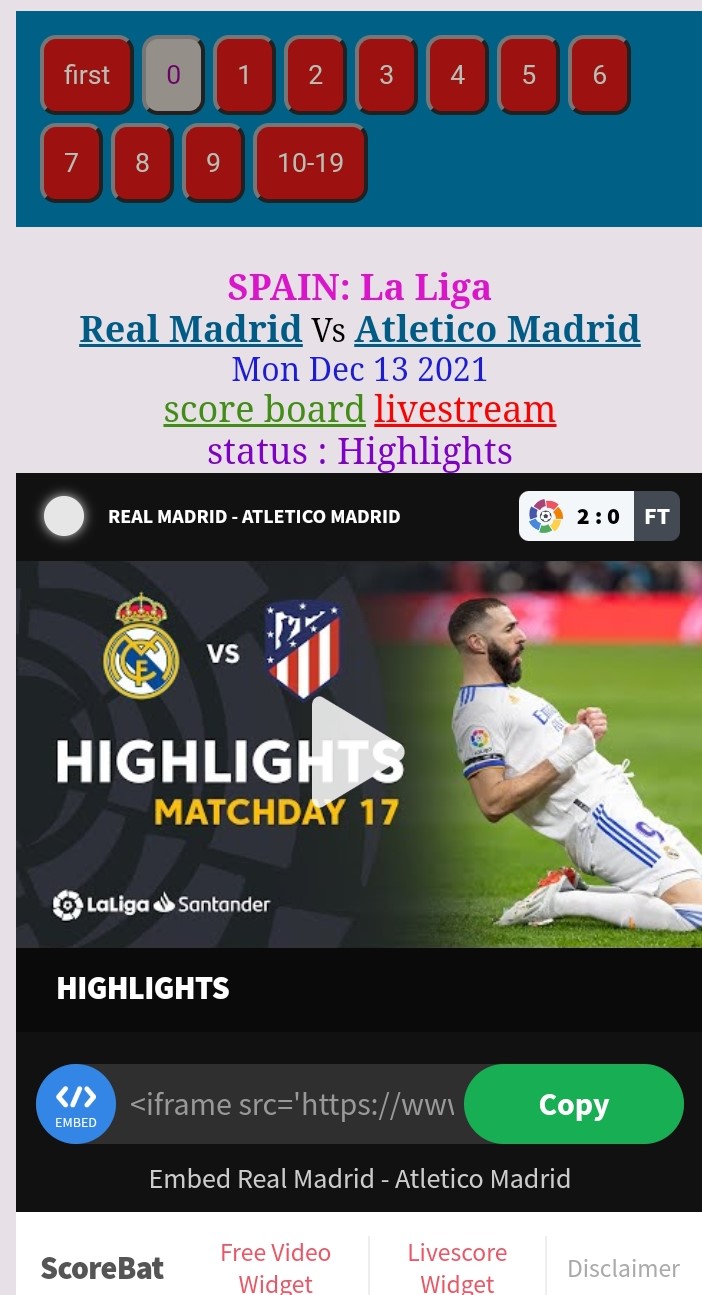 first 0 1 2 3 4 5 6
7 8 9 10-19
SPAIN: La Liga
Real Madrid Vs Atletico Madrid
Mon Dec 13 2021
score board livestream
status : Highlights
REAL MADRID - ATLETICO MADRID 2 : 0 FT
VS
HIGHLIGHTS
MATCHDAY 17
LaLiga Santander
9
HIGHLIGHTS
<iframe src='https://www
EMBED
Copy
Embed Real Madrid - Atletico Madrid
ScoreBat
Free Video
Widget
Livescore
Widget
Disclaimer